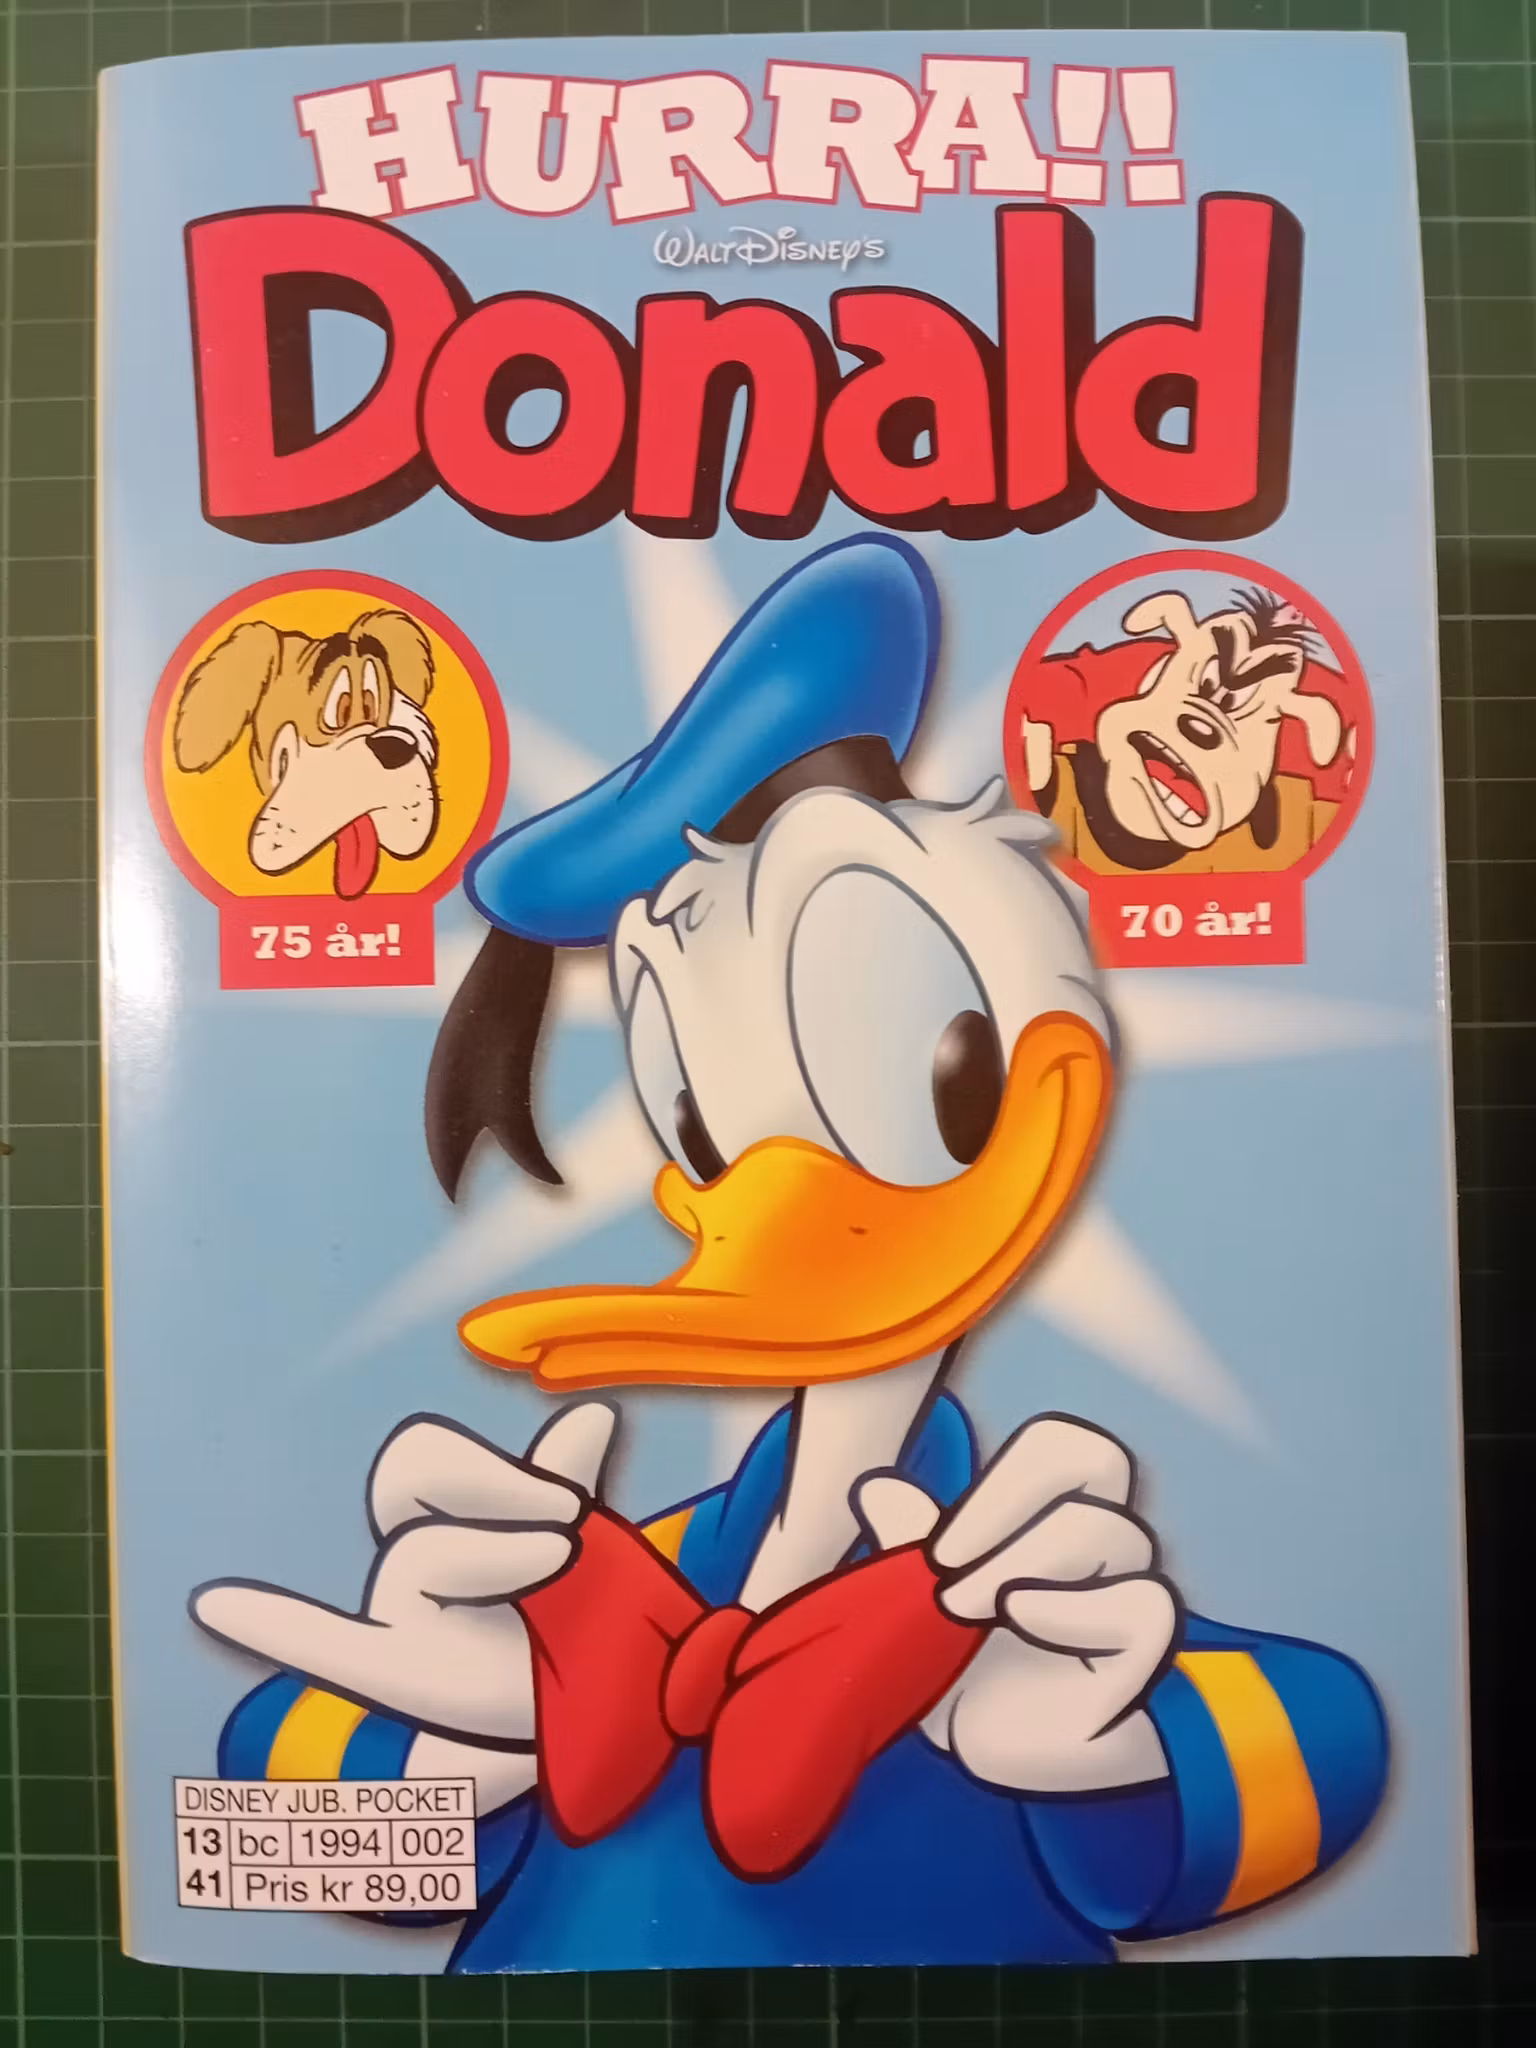 HURRA!!
WALT DISNEY'S
Donald
75 år!
70 år!
DISNEY JUB. POCKET
13 bc 1994 002
41 Pris kr 89,00